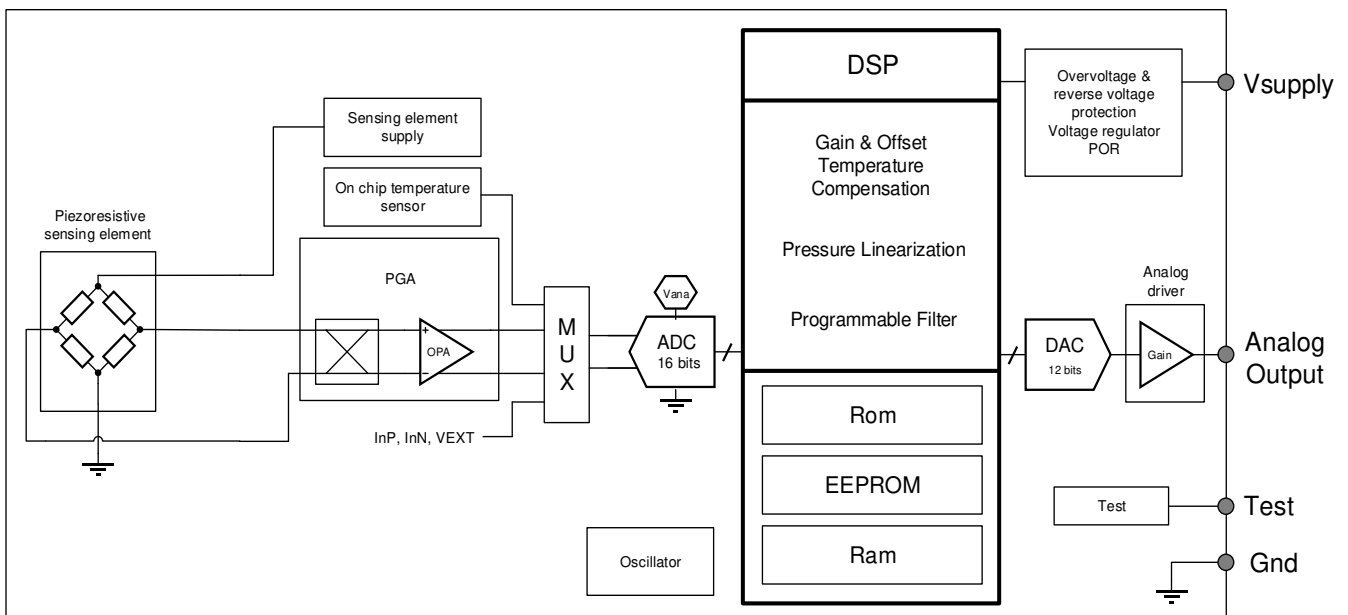 DSP
Overvoltage &
reverse voltage
protection
Voltage regulator
POR
Vsupply
Sensing element
supply
Gain & Offset
Temperature
Compensation
On chip temperature
sensor
Piezoresistive
sensing element
PGA
Pressure Linearization
Analog
driver
Vana
Programmable Filter
M
U
X
+
OPA
−
ADC
16 bits
DAC
12 bits
Gain
Analog
Output
InP, InN, VEXT
Rom
EEPROM
Test
Test
Oscillator
Ram
Gnd